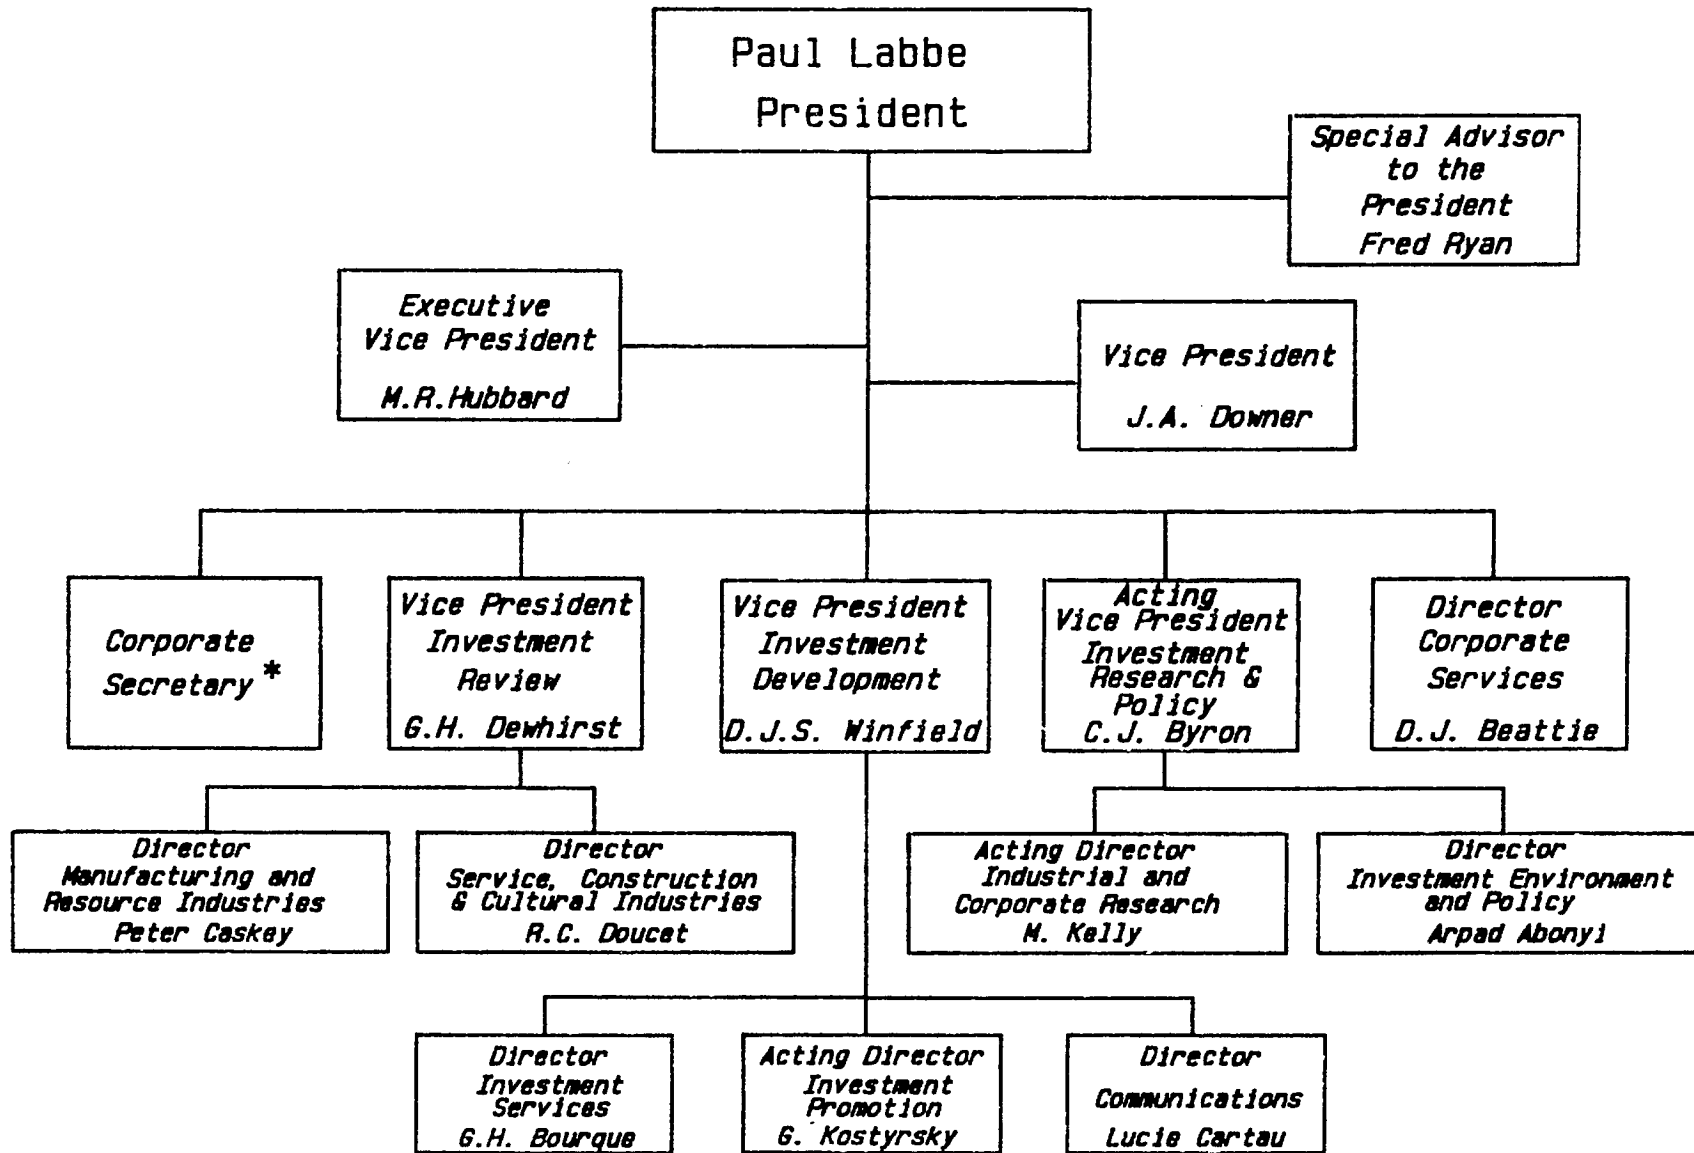 Paul Labbe
President
Special Advisor
to the
President
Fred Ryan
Executive
Vice President
M.R.Hubbard
Vice President
J.A. Downer
Corporate
Secretary *
Vice President
Investment
Review
G.H. Dewhirst
Vice President
Investment
Development
D.J.S. Winfield
Acting
Vice President
Investment
Research &
Policy
C.J. Byron
Director
Corporate
Services
D.J. Beattie
Director
Manufacturing and
Resource Industries
Peter Caskey
Director
Service, Construction
& Cultural Industries
R.C. Doucet
Acting Director
Industrial and
Corporate Research
M. Kelly
Director
Investment Environment
and Policy
Arpad Abonyi
Director
Investment
Services
G.H. Bourque
Acting Director
Investment
Promotion
G. Kostyrsky
Director
Communications
Lucie Cartau